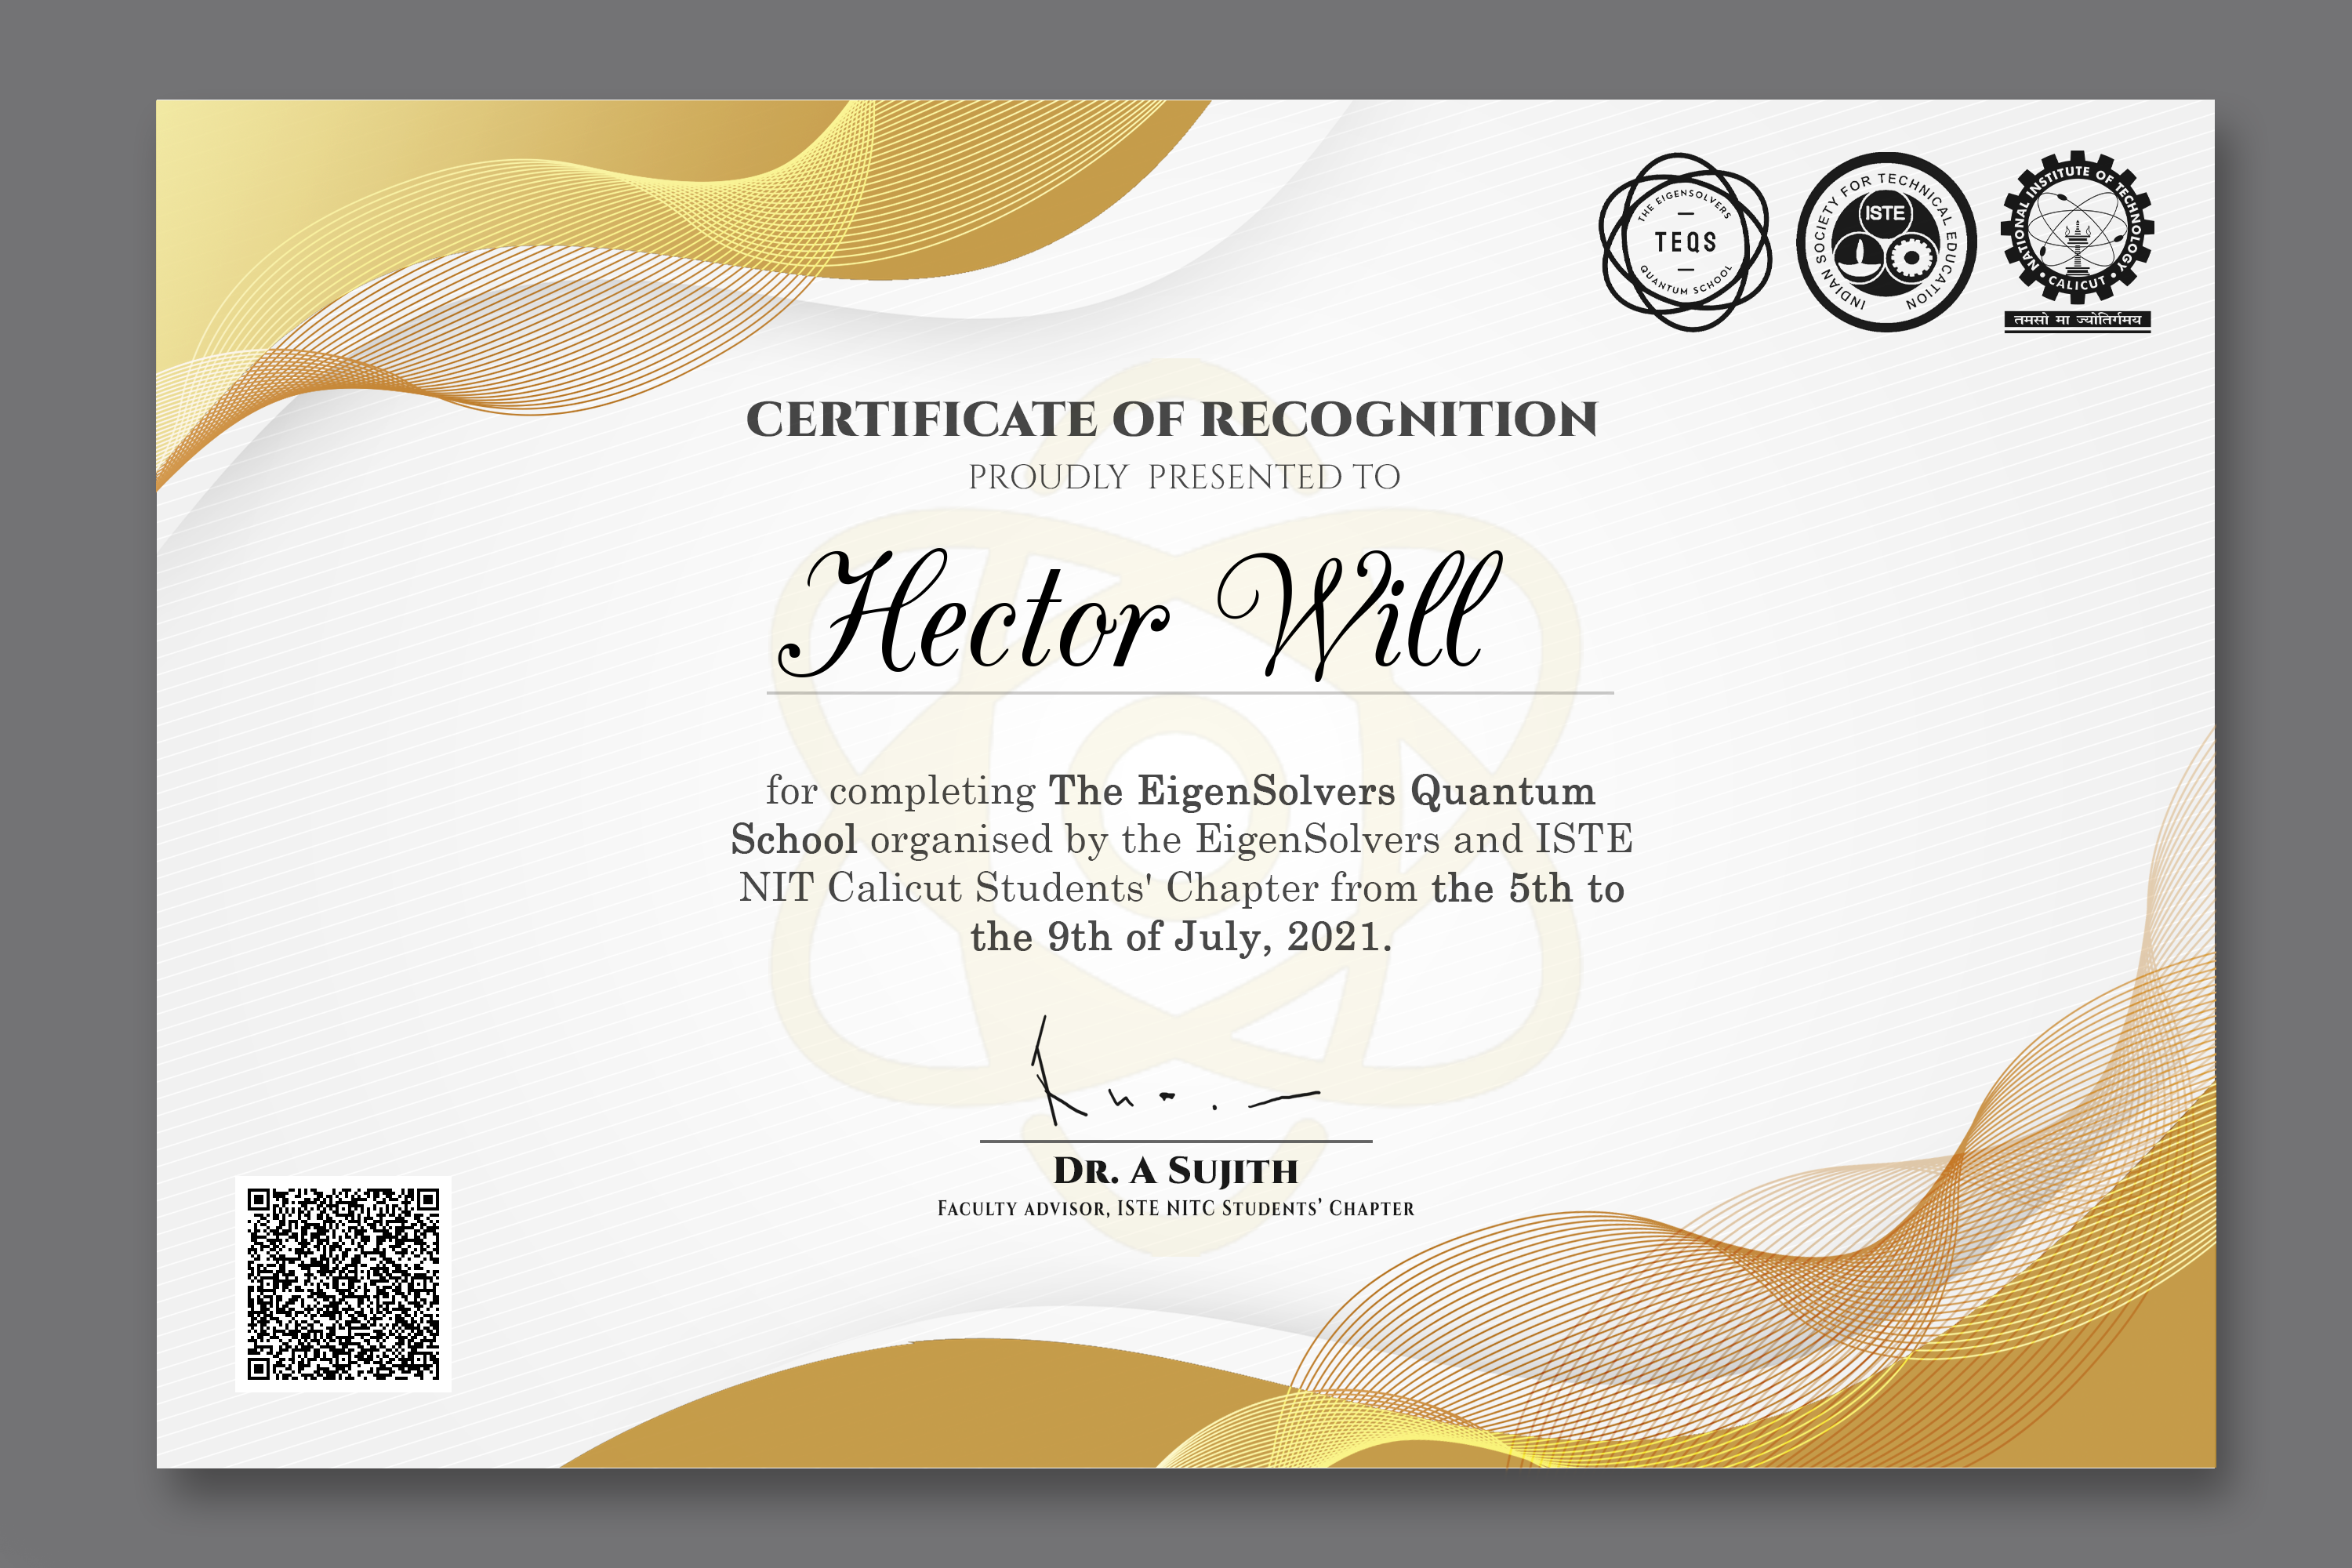 THE EIGENSOLVERS
TEQS
QUANTUM SCHOOL
INDIAN SOCIETY FOR TECHNICAL EDUCATION
ISTE
NATIONAL INSTITUTE OF TECHNOLOGY
CALICUT
तमसो मा ज्योतिर्गमय
CERTIFICATE OF RECOGNITION
PROUDLY PRESENTED TO
Hector Will
for completing The EigenSolvers Quantum
School organised by the EigenSolvers and ISTE
NIT Calicut Students' Chapter from the 5th to
the 9th of July, 2021.
DR. A SUJITH
FACULTY ADVISOR, ISTE NITC STUDENTS’ CHAPTER